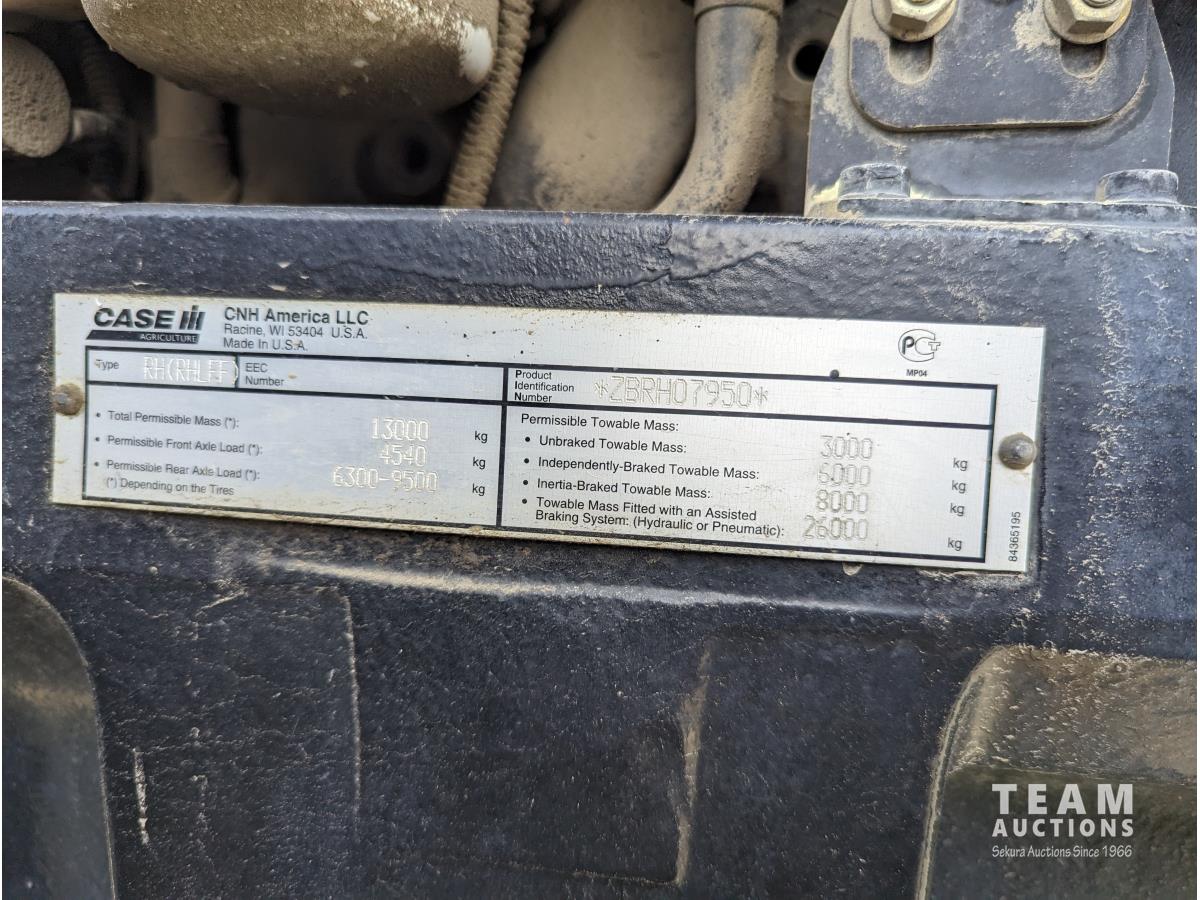 CASE IH
AGRICULTURE
CNH America LLC
Racine, WI 53404 U.S.A.
Made In U.S.A.
PCT
MP04
Type RH(RHLFF)
EEC
Number
Product
Identification
Number
*ZBRH07950*
• Total Permissible Mass (*): 13000 kg
• Permissible Front Axle Load (*): 4540 kg
• Permissible Rear Axle Load (*): 6300-9500 kg
(*) Depending on the Tires
Permissible Towable Mass:
• Unbraked Towable Mass: 3000 kg
• Independently-Braked Towable Mass: 6000 kg
• Inertia-Braked Towable Mass: 8000 kg
• Towable Mass Fitted with an Assisted
Braking System: (Hydraulic or Pneumatic): 26000 kg
84365195
TEAM
AUCTIONS
Sekura Auctions Since 1966